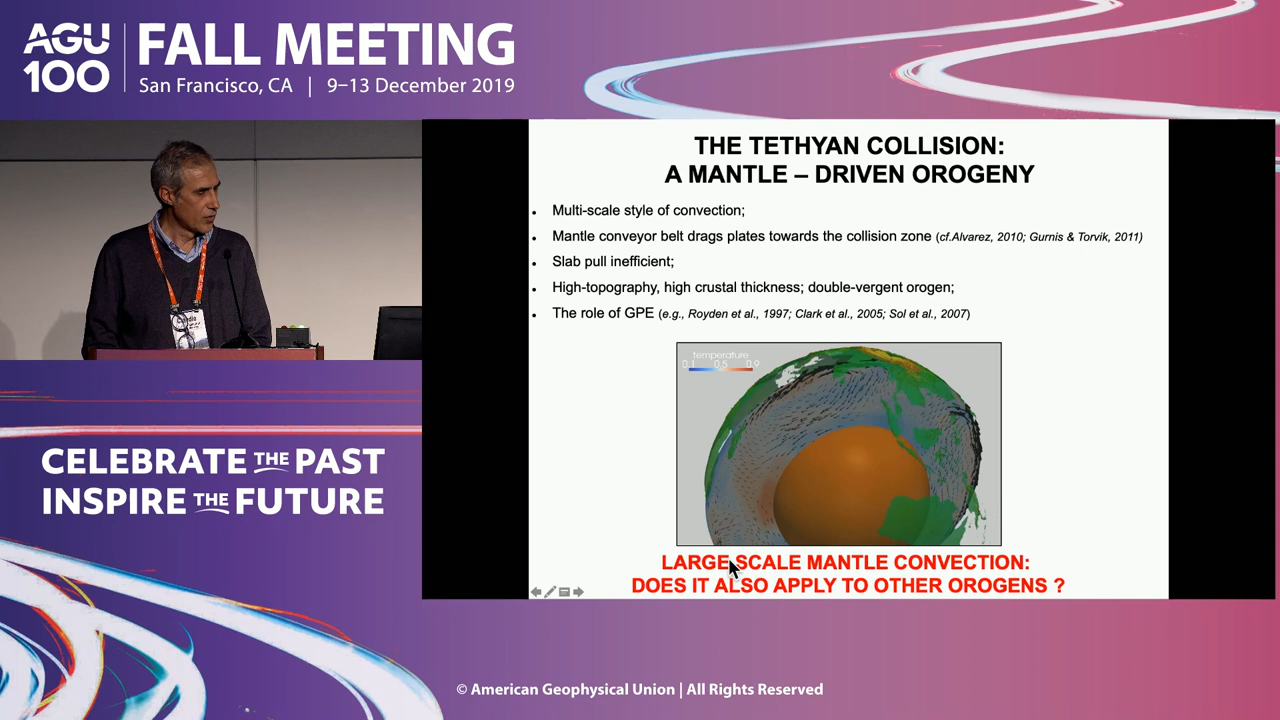 AGU
100
FALL MEETING
San Francisco, CA | 9–13 December 2019
THE TETHYAN COLLISION:
A MANTLE – DRIVEN OROGENY
Multi-scale style of convection;
Mantle conveyor belt drags plates towards the collision zone (cf.Alvarez, 2010; Gurnis & Torvik, 2011)
Slab pull inefficient;
High-topography, high crustal thickness; double-vergent orogen;
The role of GPE (e.g., Royden et al., 1997; Clark et al., 2005; Sol et al., 2007)
temperature
0.1 0.5 0.9
LARGE SCALE MANTLE CONVECTION:
DOES IT ALSO APPLY TO OTHER OROGENS ?
CELEBRATE THE PAST
INSPIRE THE FUTURE
© American Geophysical Union | All Rights Reserved